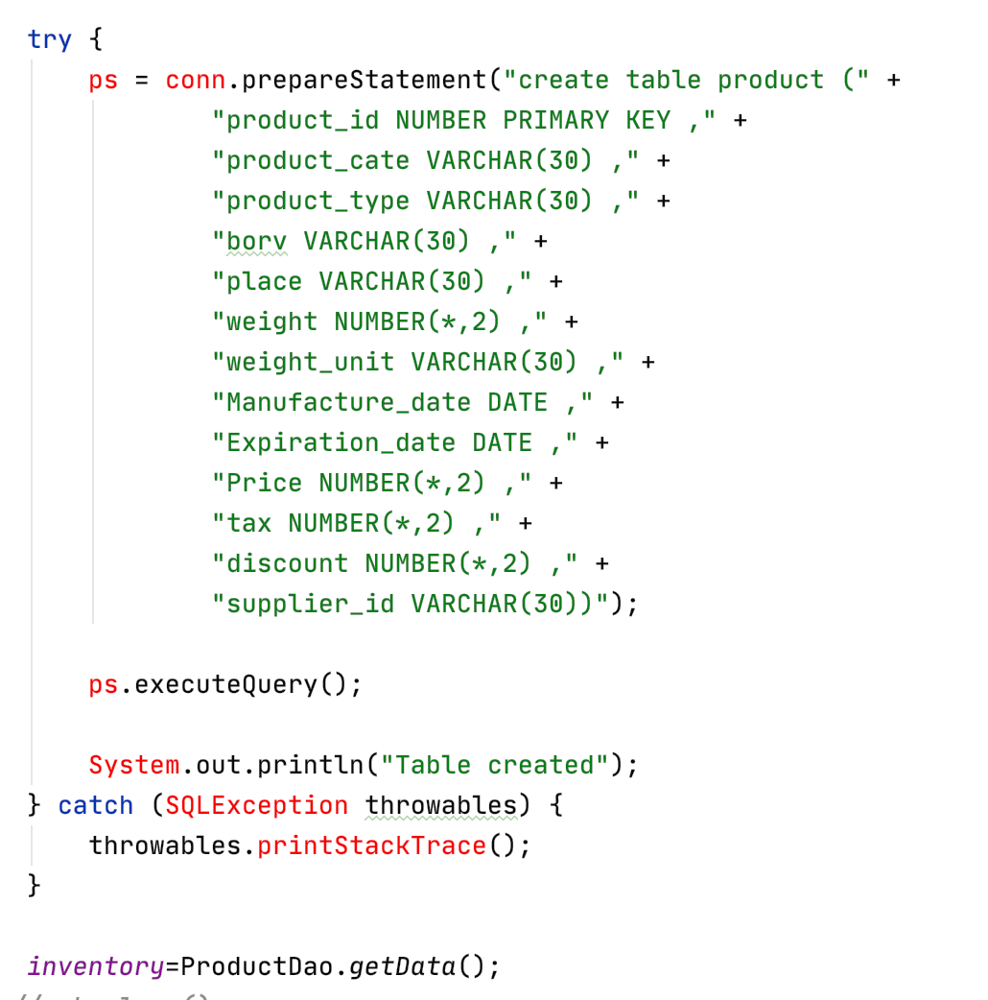 try {
    ps = conn.prepareStatement("create table product (" +
            "product_id NUMBER PRIMARY KEY ," +
            "product_cate VARCHAR(30) ," +
            "product_type VARCHAR(30) ," +
            "borv VARCHAR(30) ," +
            "place VARCHAR(30) ," +
            "weight NUMBER(*,2) ," +
            "weight_unit VARCHAR(30) ," +
            "Manufacture_date DATE ," +
            "Expiration_date DATE ," +
            "Price NUMBER(*,2) ," +
            "tax NUMBER(*,2) ," +
            "discount NUMBER(*,2) ," +
            "supplier_id VARCHAR(30))");
    ps.executeQuery();
    System.out.println("Table created");
} catch (SQLException throwables) {
    throwables.printStackTrace();
}
inventory=ProductDao.getData();